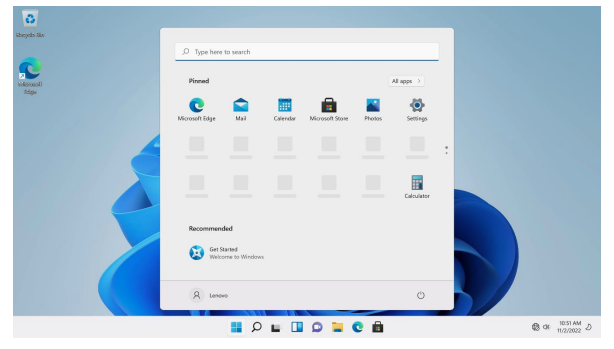 Recycle Bin
Microsoft
Edge
Type here to search
Pinned
All apps
Microsoft Edge
Mail
Calendar
Microsoft Store
Photos
Settings
Calculator
Recommended
Get Started
Welcome to Windows
Lenovo
10:51 AM
11/2/2022